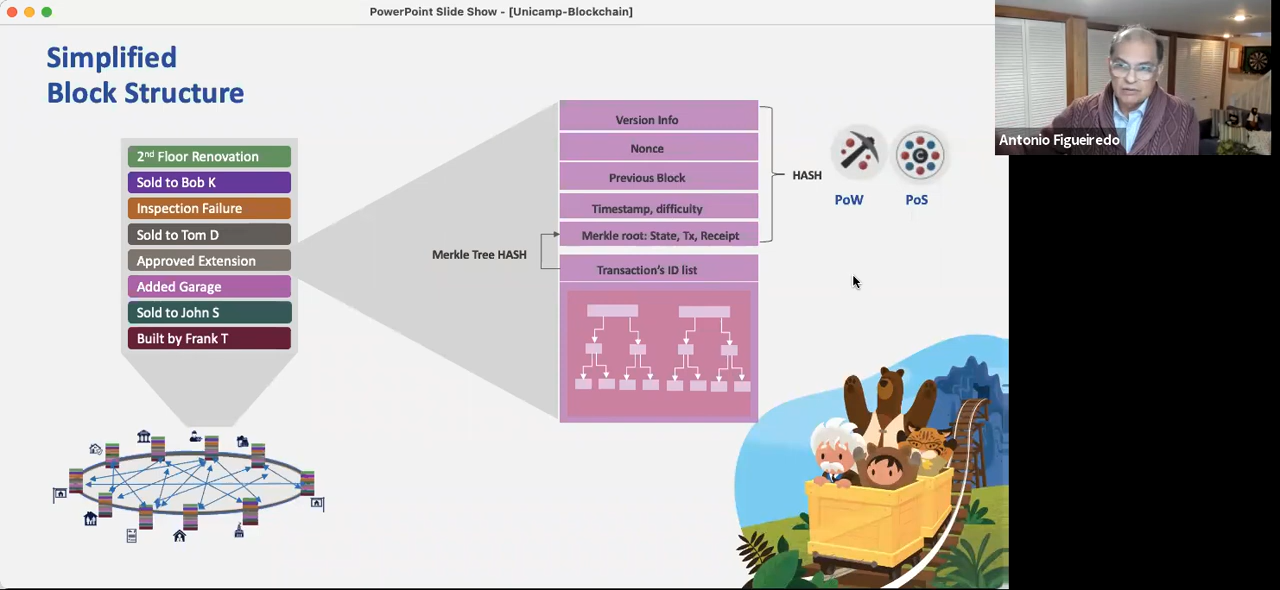 PowerPoint Slide Show - [Unicamp-Blockchain]
Simplified
Block Structure
2nd Floor Renovation
Sold to Bob K
Inspection Failure
Sold to Tom D
Approved Extension
Added Garage
Sold to John S
Built by Frank T
Merkle Tree HASH
Version Info
Nonce
Previous Block
Timestamp, difficulty
Merkle root: State, Tx, Receipt
Transaction's ID list
HASH
C
PoW
PoS
Antonio Figueiredo